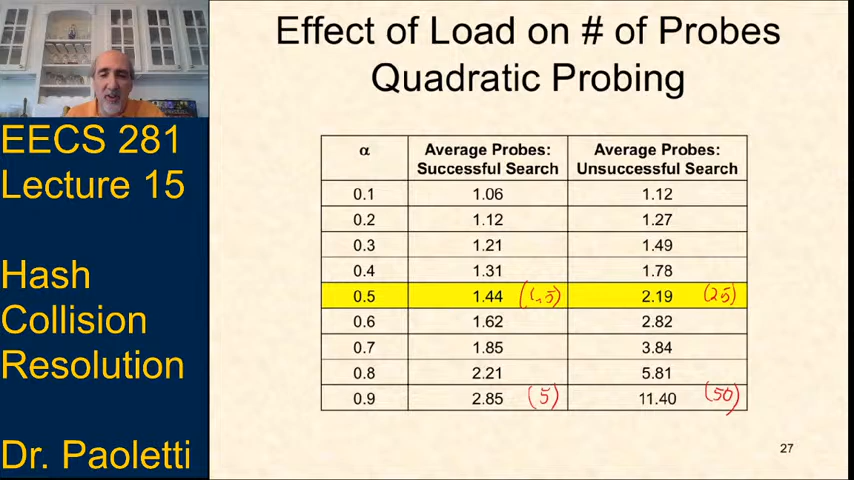 Effect of Load on # of Probes
Quadratic Probing
EECS 281
Lecture 15
Hash
Collision
Resolution
Dr. Paoletti
α Average Probes: Successful Search Average Probes: Unsuccessful Search
0.1 1.06 1.12
0.2 1.12 1.27
0.3 1.21 1.49
0.4 1.31 1.78
0.5 1.44 (1.5) 2.19 (2.5)
0.6 1.62 2.82
0.7 1.85 3.84
0.8 2.21 5.81
0.9 2.85 (5) 11.40 (50)
27